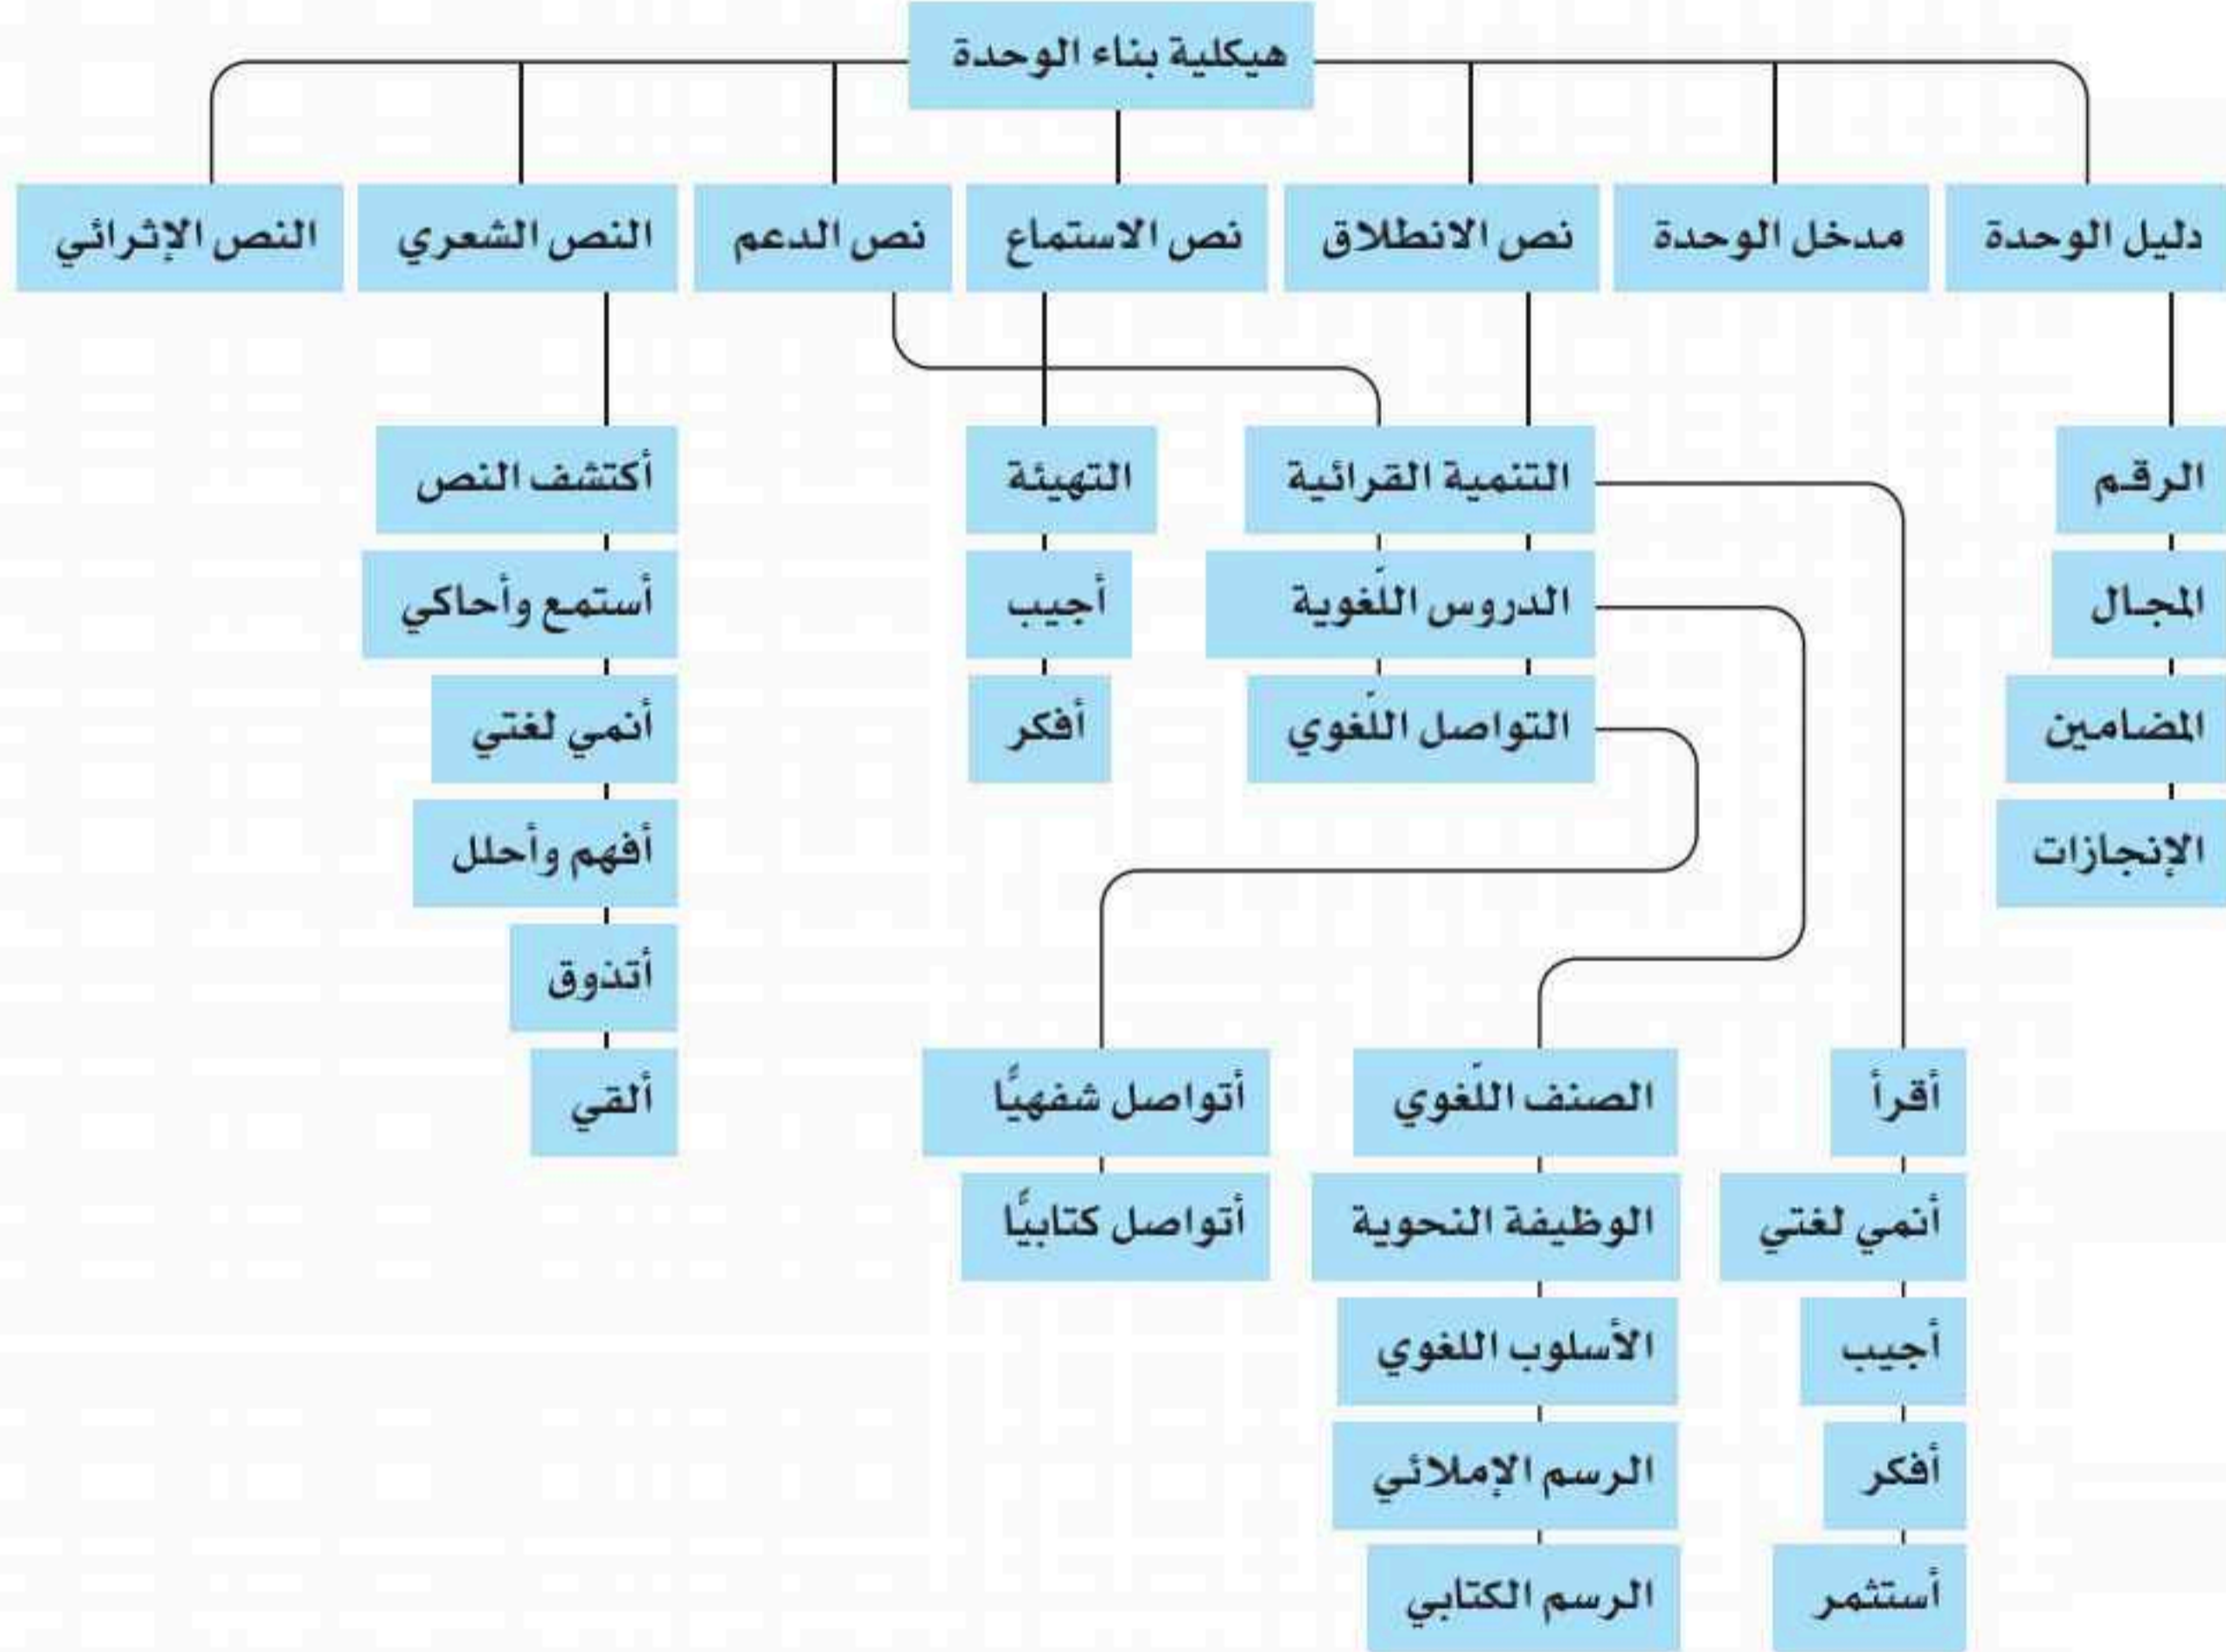 هيكلية بناء الوحدة
دليل الوحدة
مدخل الوحدة
نص الانطلاق
نص الاستماع
نص الدعم
النص الشعري
النص الإثرائي
الرقـم
المجـال
المضامين
الإنجازات
التنمية القرائية
الدروس اللّغوية
التواصل اللّغوي
التهيئة
أجيب
أفكر
أكتشف النص
أستمع وأحاكي
أنمي لغتي
أفهم وأحلل
أتذوق
ألقي
أقرأ
أنمي لغتي
أجيب
أفكر
أستثمر
الصنف اللّغوي
الوظيفة النحوية
الأسلوب اللغوي
الرسم الإملائي
الرسم الكتابي
أتواصل شفهيًّا
أتواصل كتابيًّا